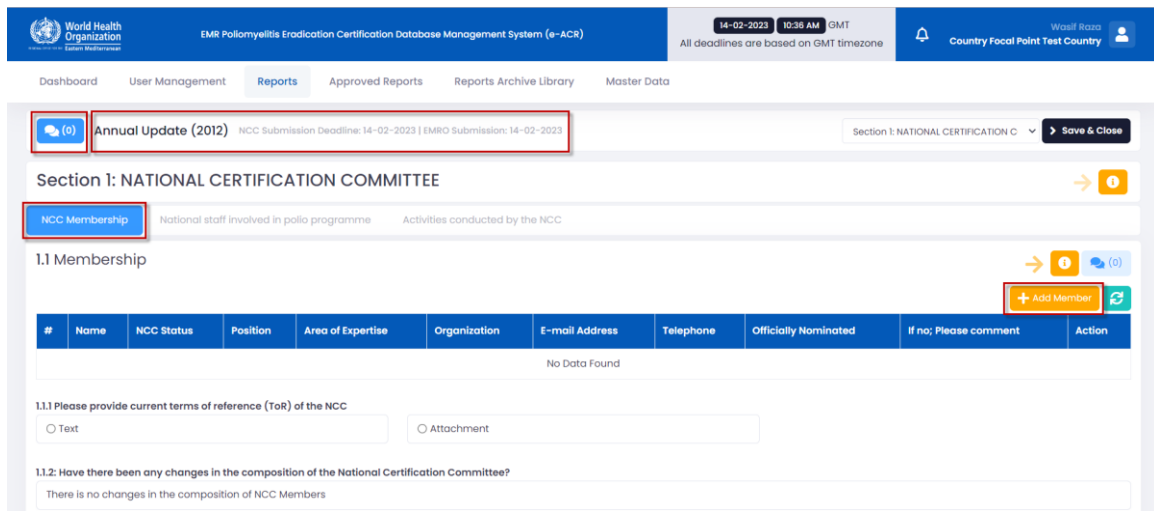 World Health
Organization
Eastern Mediterranean
EMR Poliomyelitis Eradication Certification Database Management System (e-ACR)
14-02-2023 10:36 AM GMT
All deadlines are based on GMT timezone
Wasif Raza
Country Focal Point Test Country
Dashboard User Management Reports Approved Reports Reports Archive Library Master Data
(0) Annual Update (2012) NCC Submission Deadline: 14-02-2023 | EMRO Submission: 14-02-2023 Section 1: NATIONAL CERTIFICATION C Save & Close
Section 1: NATIONAL CERTIFICATION COMMITTEE
NCC Membership National staff involved in polio programme Activities conducted by the NCC
1.1 Membership (0)
+ Add Member
# Name NCC Status Position Area of Expertise Organization E-mail Address Telephone Officially Nominated If no; Please comment Action
No Data Found
1.1.1 Please provide current terms of reference (ToR) of the NCC
Text Attachment
1.1.2: Have there been any changes in the composition of the National Certification Committee?
There is no changes in the composition of NCC Members